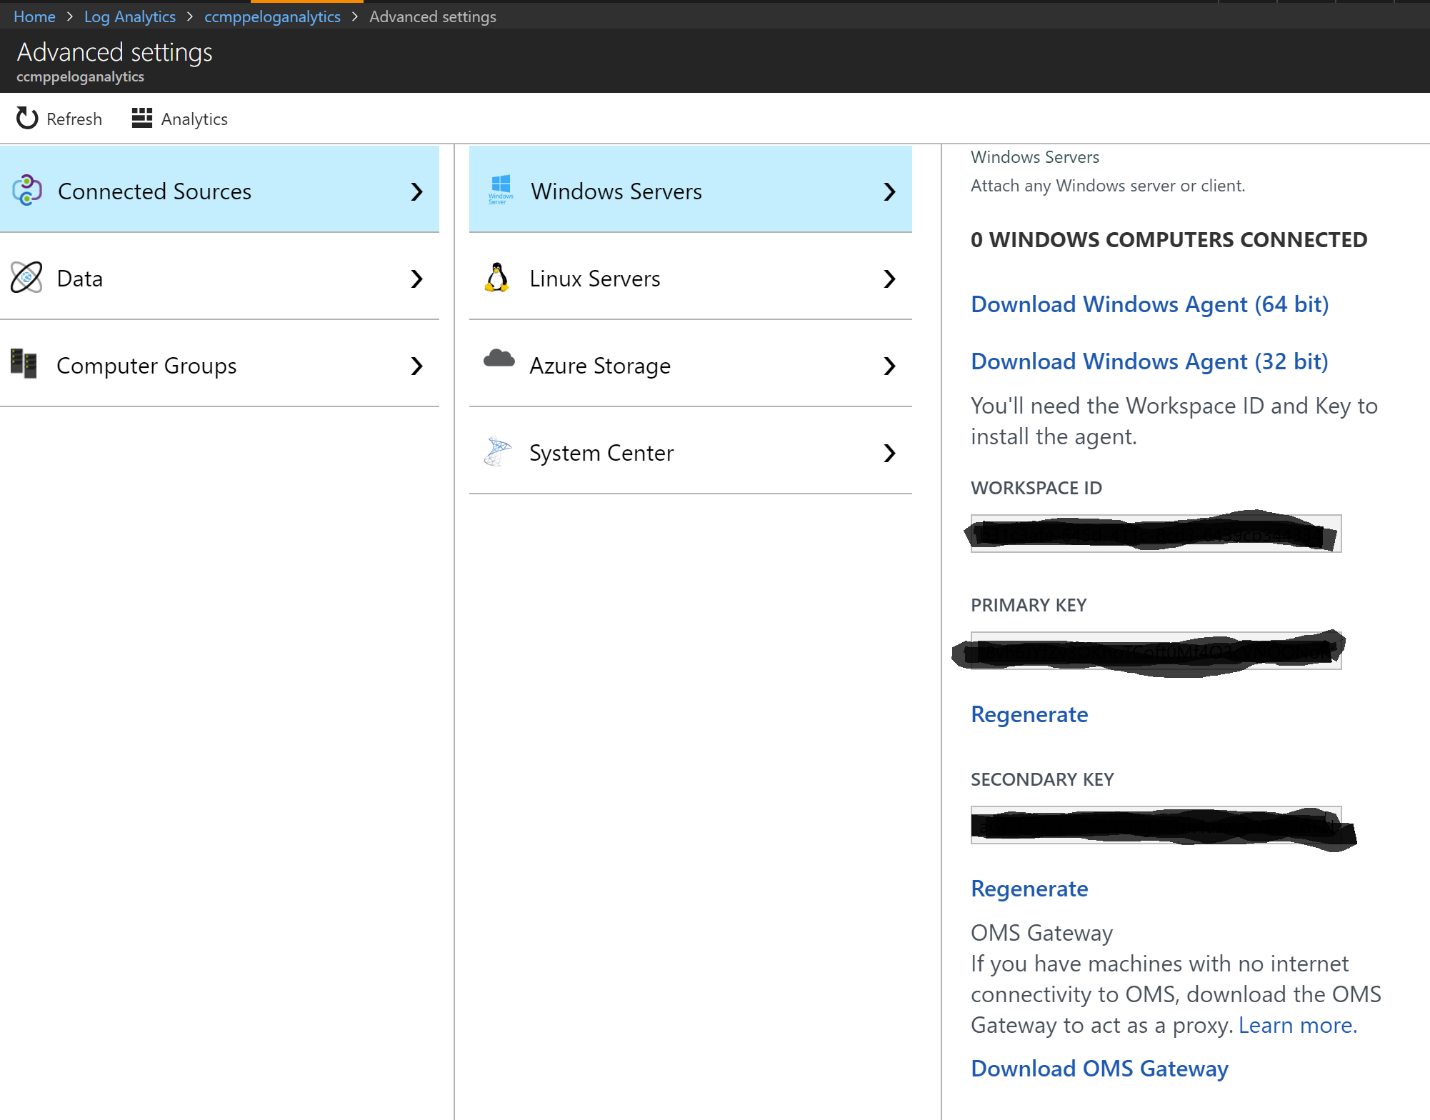 Home > Log Analytics > ccmppeloganalytics > Advanced settings
Advanced settings
ccmppeloganalytics
Refresh Analytics
Connected Sources
Data
Computer Groups
Windows Servers
Linux Servers
Azure Storage
System Center
Windows Servers
Attach any Windows server or client.
0 WINDOWS COMPUTERS CONNECTED
Download Windows Agent (64 bit)
Download Windows Agent (32 bit)
You'll need the Workspace ID and Key to
install the agent.
WORKSPACE ID
PRIMARY KEY
Regenerate
SECONDARY KEY
Regenerate
OMS Gateway
If you have machines with no internet
connectivity to OMS, download the OMS
Gateway to act as a proxy. Learn more.
Download OMS Gateway